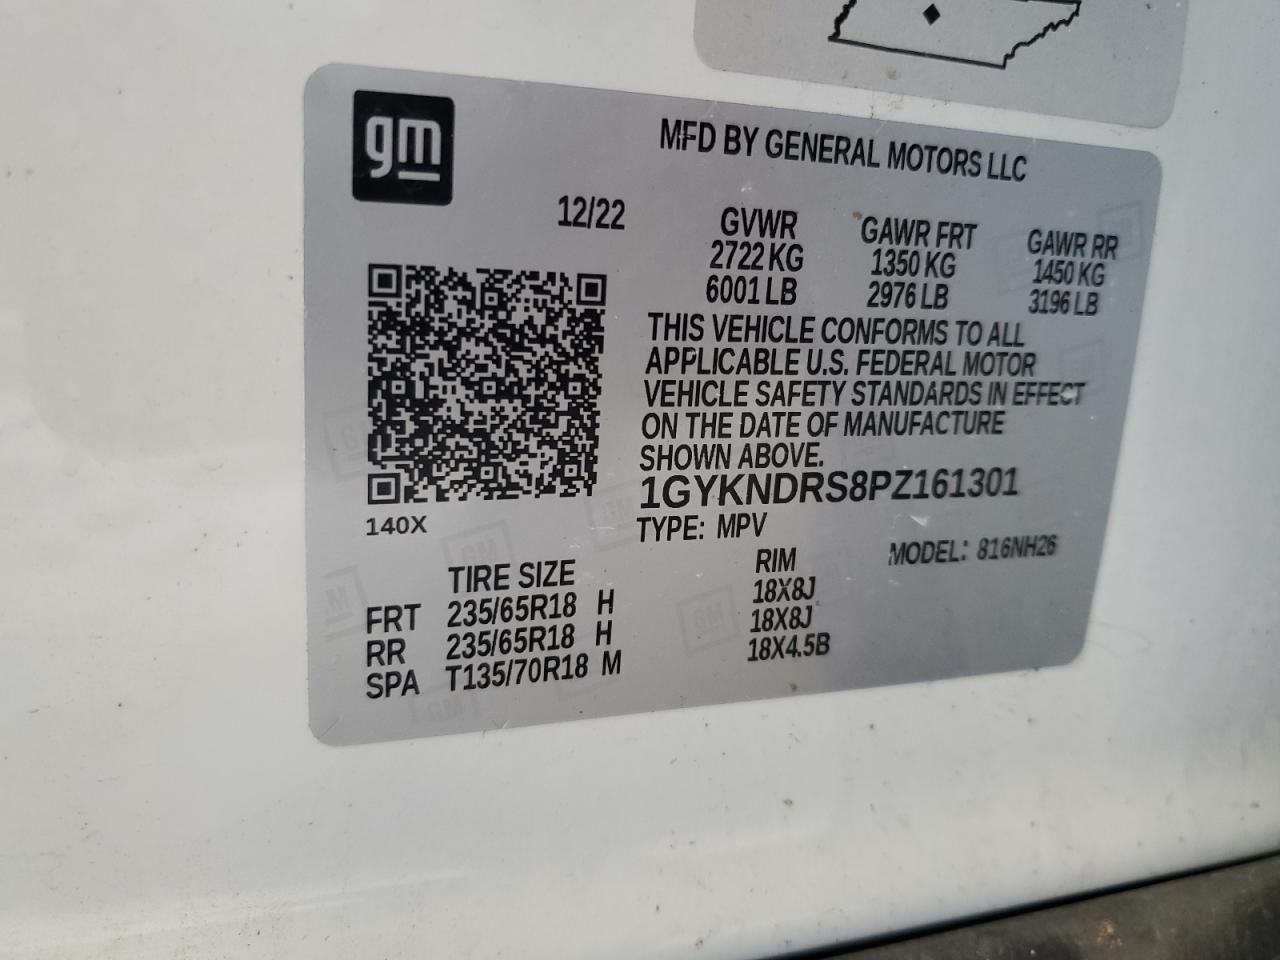 gm
MFD BY GENERAL MOTORS LLC
12/22
GVWR GAWR FRT GAWR RR
2722 KG 1350 KG 1450 KG
6001 LB 2976 LB 3196 LB
THIS VEHICLE CONFORMS TO ALL
APPLICABLE U.S. FEDERAL MOTOR
VEHICLE SAFETY STANDARDS IN EFFECT
ON THE DATE OF MANUFACTURE
SHOWN ABOVE.
1GYKNDRS8PZ161301
140X
TYPE: MPV
MODEL: 816NH26
TIRE SIZE RIM
FRT 235/65R18 H 18X8J
RR 235/65R18 H 18X8J
SPA T135/70R18 M 18X4.5B